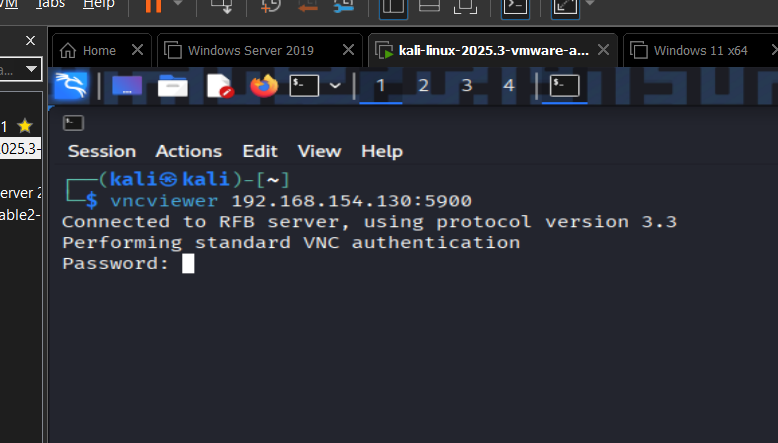 VM Tabs Help
Home Windows Server 2019 kali-linux-2025.3-vmware-a... Windows 11 x64
a...
1 2 3 4
1
2025.3-
Session Actions Edit View Help
(kali㉿kali)-[~]
$ vncviewer 192.168.154.130:5900
erver 2
Connected to RFB server, using protocol version 3.3
able2-
Performing standard VNC authentication
Password: